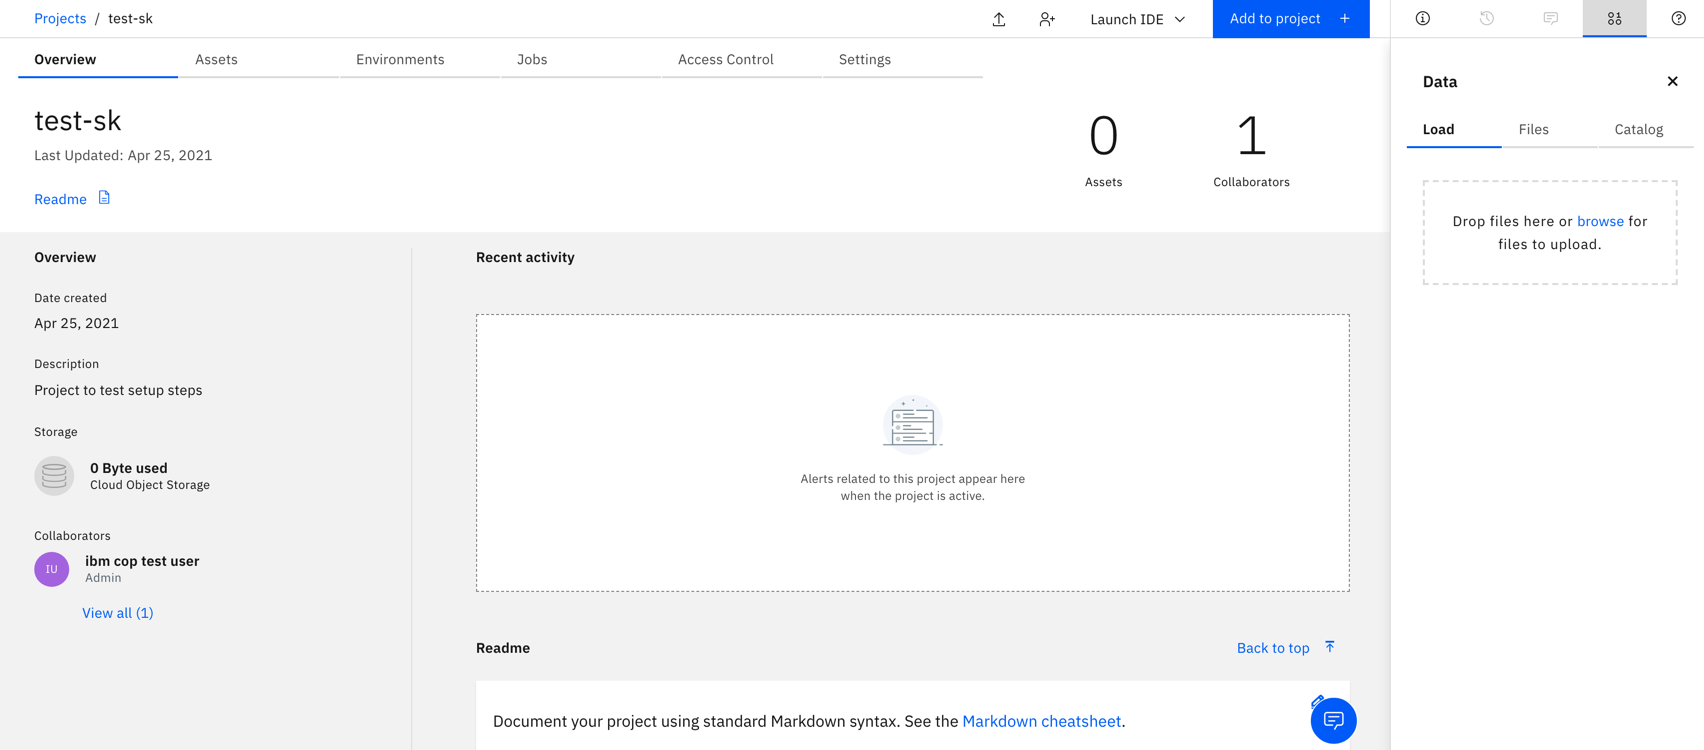 Projects / test-sk
Launch IDE
Add to project +
Overview
Assets
Environments
Jobs
Access Control
Settings
test-sk
Last Updated: Apr 25, 2021
Readme
0
Assets
1
Collaborators
Overview
Date created
Apr 25, 2021
Description
Project to test setup steps
Storage
0 Byte used
Cloud Object Storage
Collaborators
IU
ibm cop test user
Admin
View all (1)
Recent activity
Alerts related to this project appear here
when the project is active.
Readme
Back to top
Document your project using standard Markdown syntax. See the Markdown cheatsheet.
Data
Load
Files
Catalog
Drop files here or browse for
files to upload.